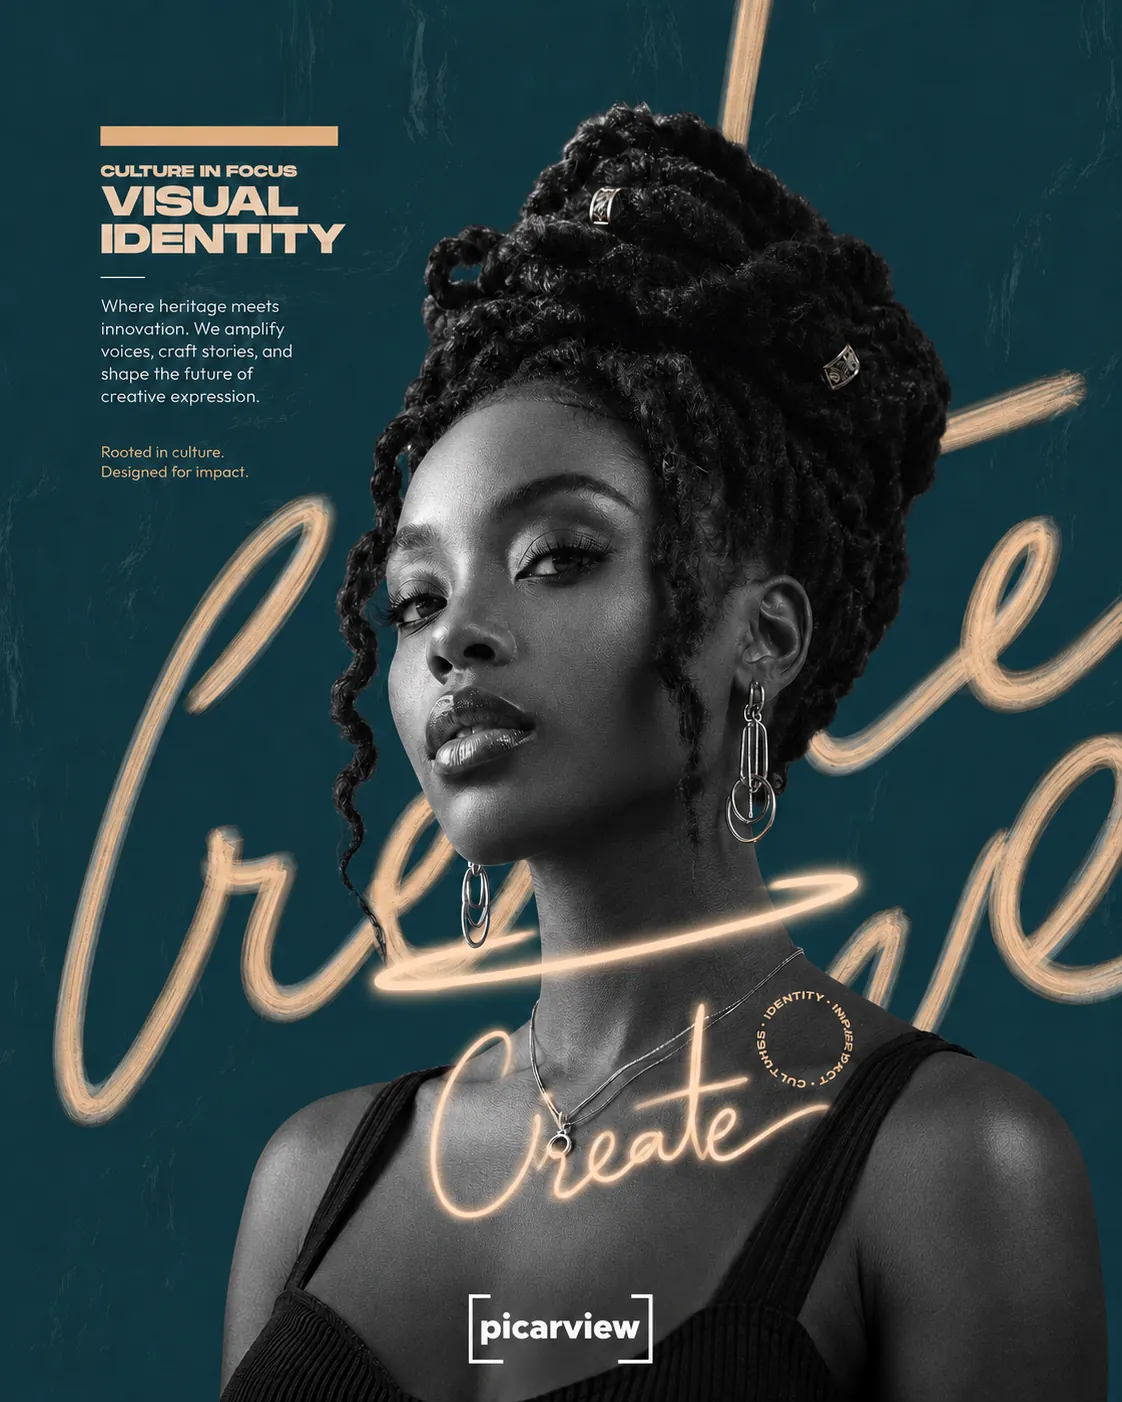 CULTURE IN FOCUS
VISUAL
IDENTITY
Where heritage meets
innovation. We amplify
voices, craft stories, and
shape the future of
creative expression.
Rooted in culture.
Designed for impact.
Create
IDENTITY
picarview